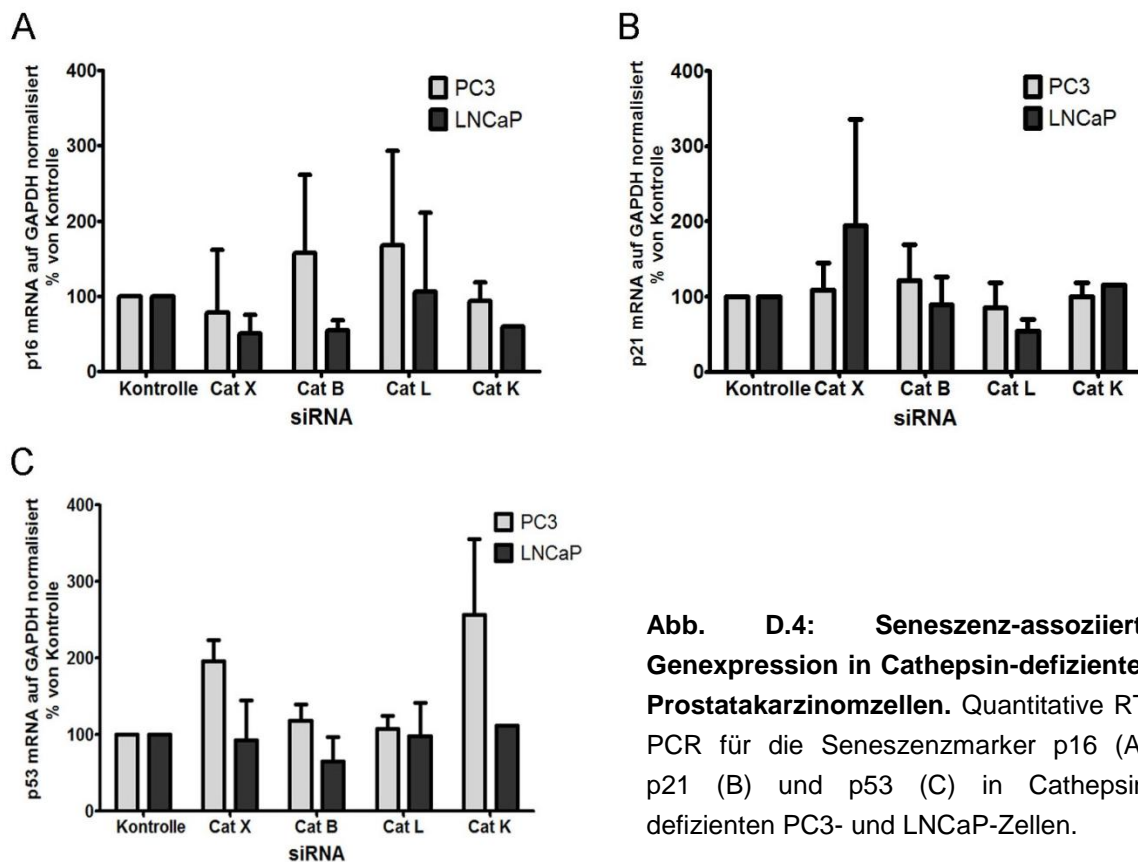 A
p16 mRNA auf GAPDH normalisiert
% von Kontrolle
400
300
200
100
0
PC3
LNCaP
Kontrolle Cat X Cat B Cat L Cat K
siRNA
B
p21 mRNA auf GAPDH normalisiert
% von Kontrolle
400
300
200
100
0
PC3
LNCaP
Kontrolle Cat X Cat B Cat L Cat K
siRNA
C
p53 mRNA auf GAPDH normalisiert
% von Kontrolle
400
300
200
100
0
PC3
LNCaP
Kontrolle Cat X Cat B Cat L Cat K
siRNA
Abb. D.4: Seneszenz-assoziiert
Genexpression in Cathepsin-defiziente
Prostatakarzinomzellen. Quantitative RT
PCR für die Seneszenzmarker p16 (A
p21 (B) und p53 (C) in Cathepsin
defizienten PC3- und LNCaP-Zellen.